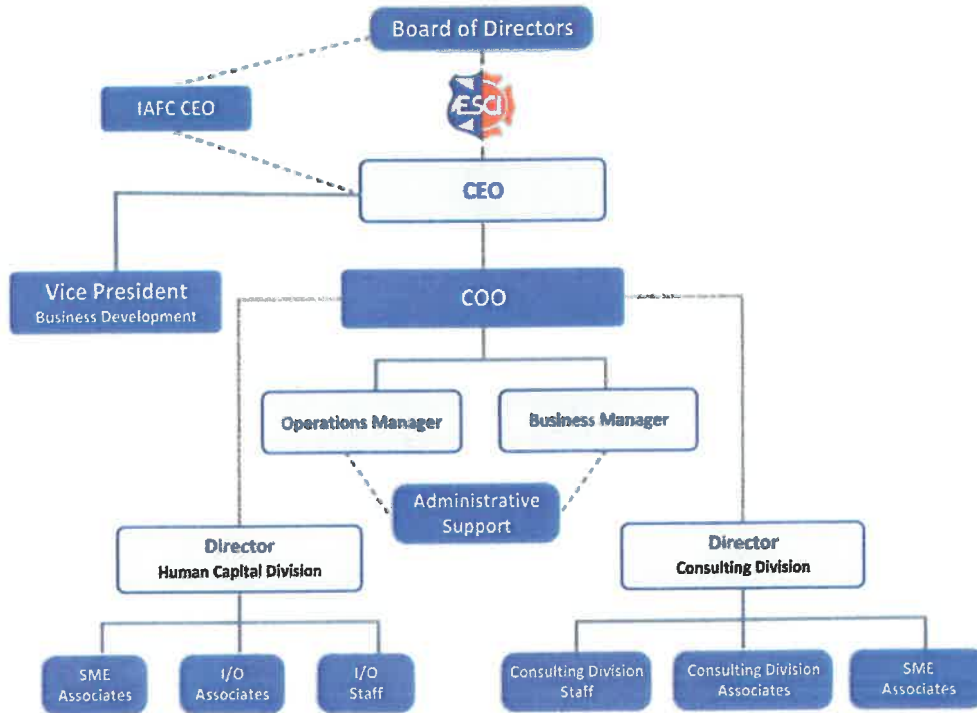 Board of Directors
IAFC CEO
ESCI
CEO
Vice President
Business Development
COO
Operations Manager
Business Manager
Administrative
Support
Director
Human Capital Division
Director
Consulting Division
SME
Associates
I/O
Associates
I/O
Staff
Consulting Division
Staff
Consulting Division
Associates
SME
Associates